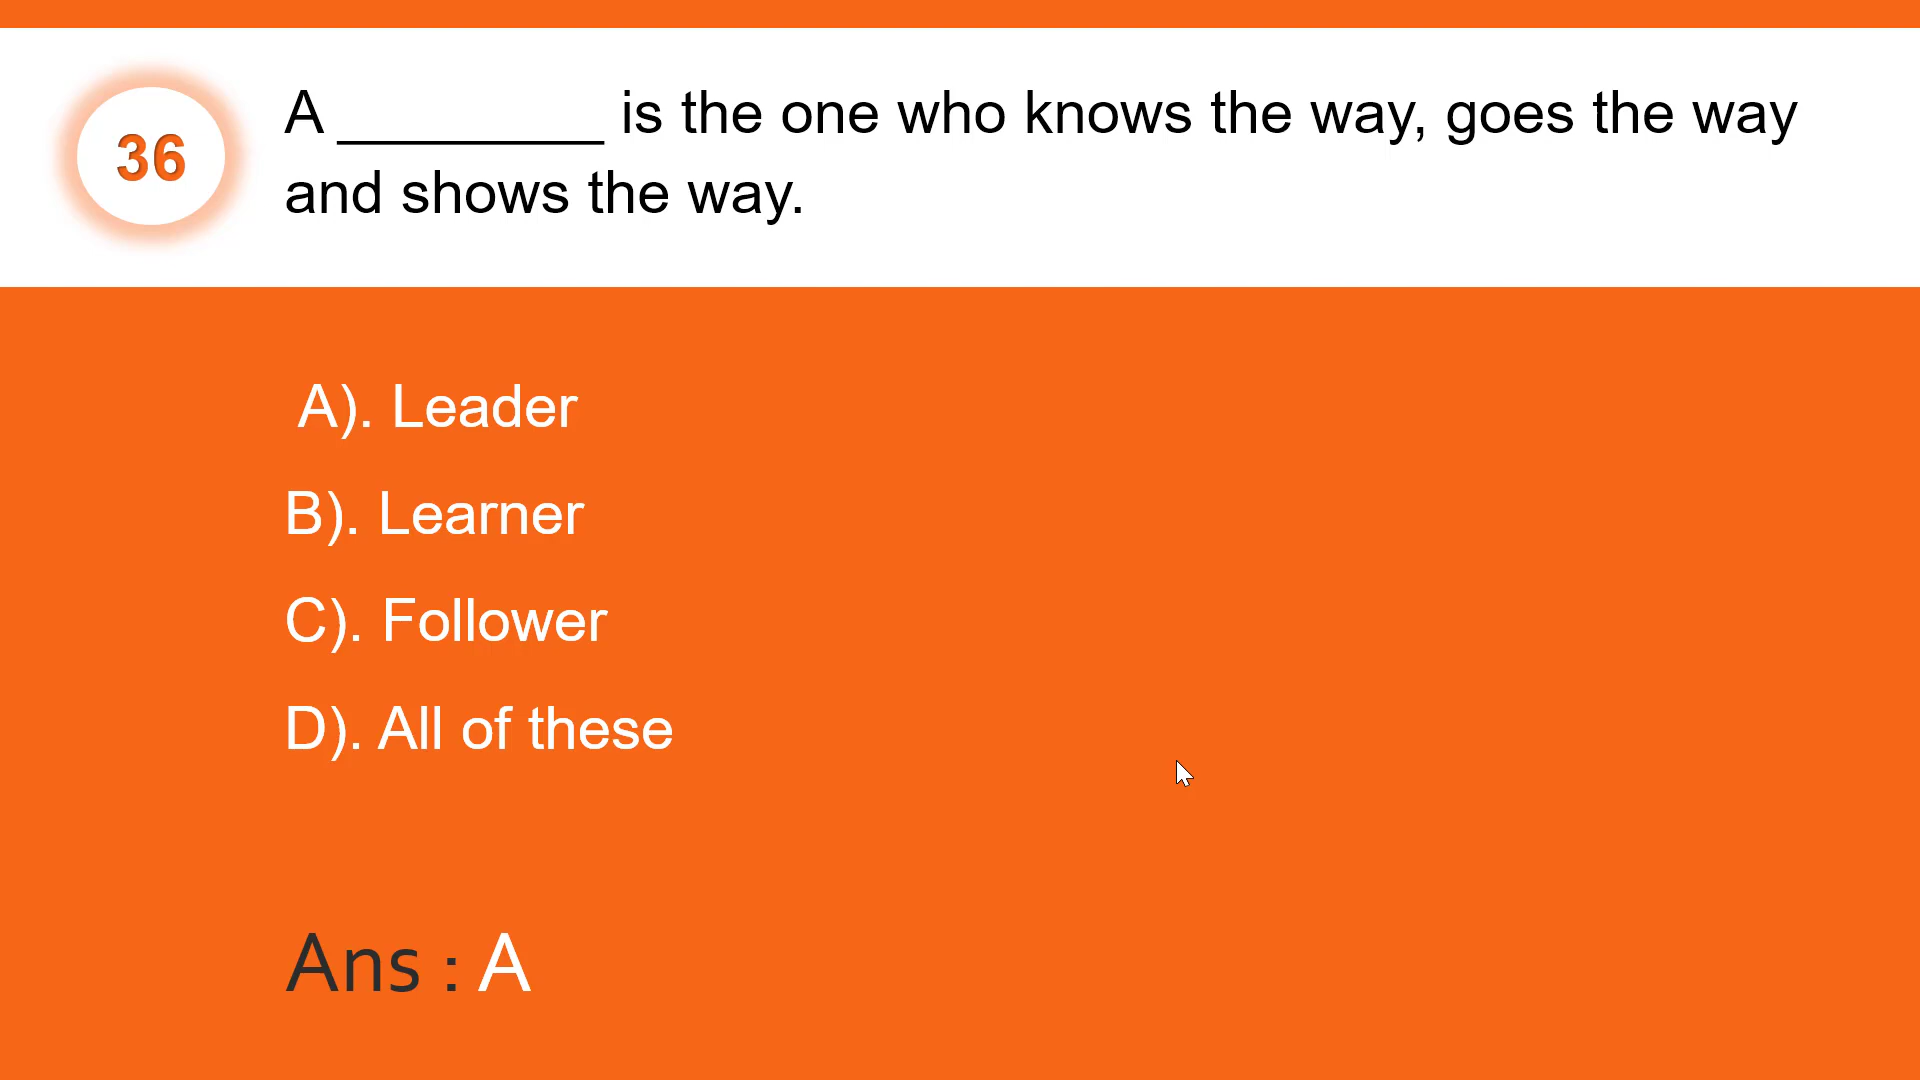 36
A _________ is the one who knows the way, goes the way
and shows the way.
A). Leader
B). Learner
C). Follower
D). All of these
Ans : A